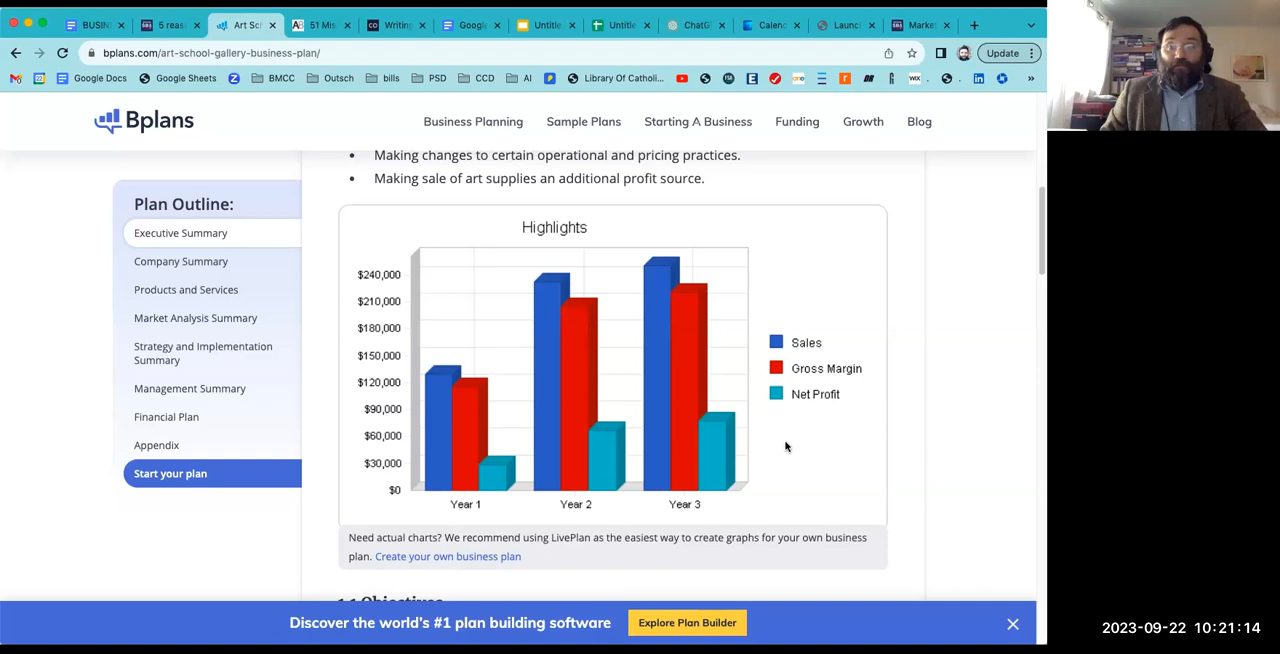 BUSIN
5 reas
Art Sc
51 Mis
Writin
Google
Untitle
Untitle
ChatG
Calen
Launc
Market
bplans.com/art-school-gallery-business-plan/
Update
Google Docs
Google Sheets
BMCC
Outsch
bills
PSD
CCD
AI
Library Of Catholi...
Bplans
Business Planning
Sample Plans
Starting A Business
Funding
Growth
Blog
• Making changes to certain operational and pricing practices.
• Making sale of art supplies an additional profit source.
Plan Outline:
Executive Summary
Company Summary
Products and Services
Market Analysis Summary
Strategy and Implementation
Summary
Management Summary
Financial Plan
Appendix
Start your plan
Highlights
$240,000
$210,000
$180,000
$150,000
$120,000
$90,000
$60,000
$30,000
$0
Year 1
Year 2
Year 3
Sales
Gross Margin
Net Profit
Need actual charts? We recommend using LivePlan as the easiest way to create graphs for your own business
plan. Create your own business plan
1.1 Objectives
Discover the world's #1 plan building software
Explore Plan Builder
2023-09-22 10:21:14